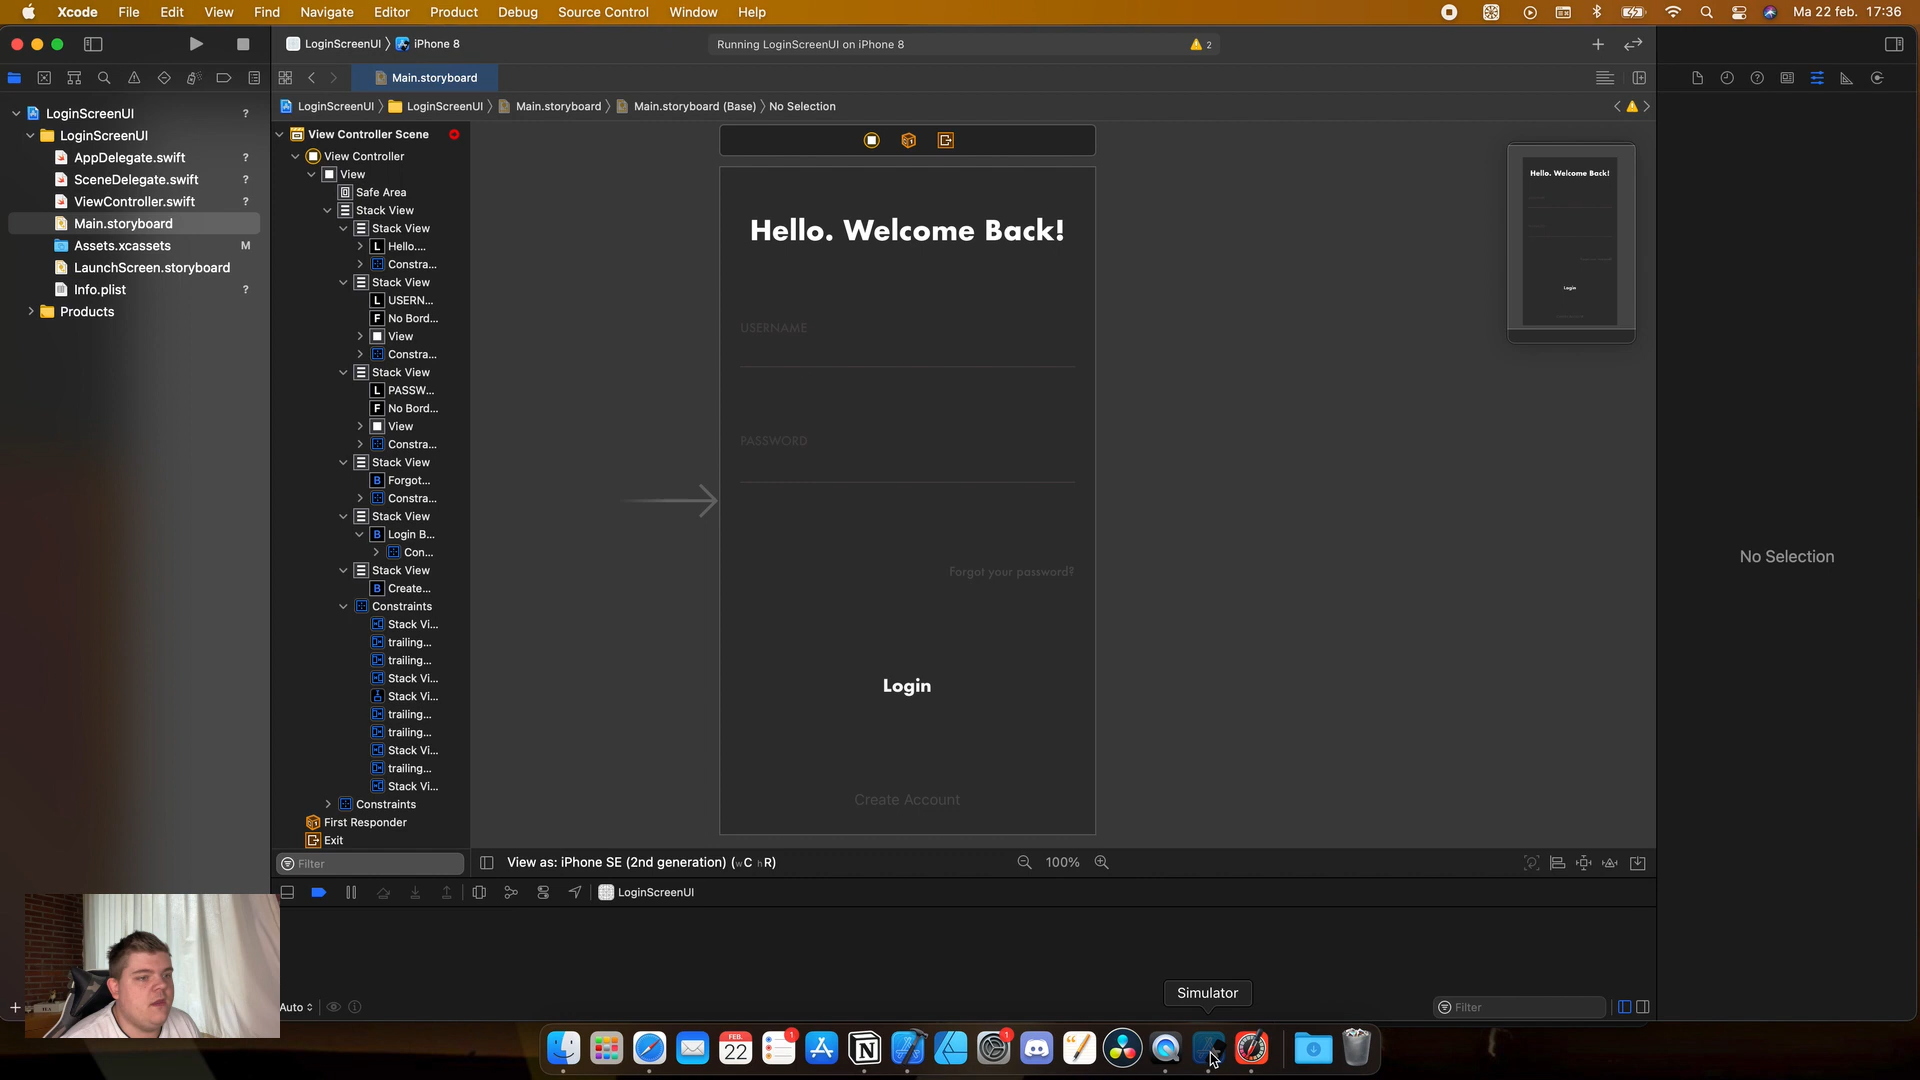 Xcode File Edit View Find Navigate Editor Product Debug Source Control Window Help Ma 22 feb. 17:36
LoginScreenUI iPhone 8 Running LoginScreenUI on iPhone 8 2
Main.storyboard
LoginScreenUI LoginScreenUI Main.storyboard Main.storyboard (Base) No Selection
LoginScreenUI ?
LoginScreenUI
AppDelegate.swift ?
SceneDelegate.swift ?
ViewController.swift ?
Main.storyboard
Assets.xcassets M
LaunchScreen.storyboard
Info.plist ?
Products
View Controller Scene
View Controller
View
Safe Area
Stack View
Stack View
L Hello....
Constra...
Stack View
L USERN...
F No Bord...
View
Constra...
Stack View
L PASSW...
F No Bord...
View
Constra...
Stack View
B Forgot...
Constra...
Stack View
B Login B...
Con...
Stack View
B Create...
Constraints
Stack Vi...
trailing...
trailing...
Stack Vi...
Stack Vi...
trailing...
trailing...
Stack Vi...
trailing...
Stack Vi...
Constraints
First Responder
Exit
Filter
Hello. Welcome Back!
USERNAME
PASSWORD
Forgot your password?
Login
Create Account
Hello. Welcome Back!
Login
No Selection
View as: iPhone SE (2nd generation) (wC hR) 100%
LoginScreenUI
Auto
Filter
Simulator
FEB.
22
1
1